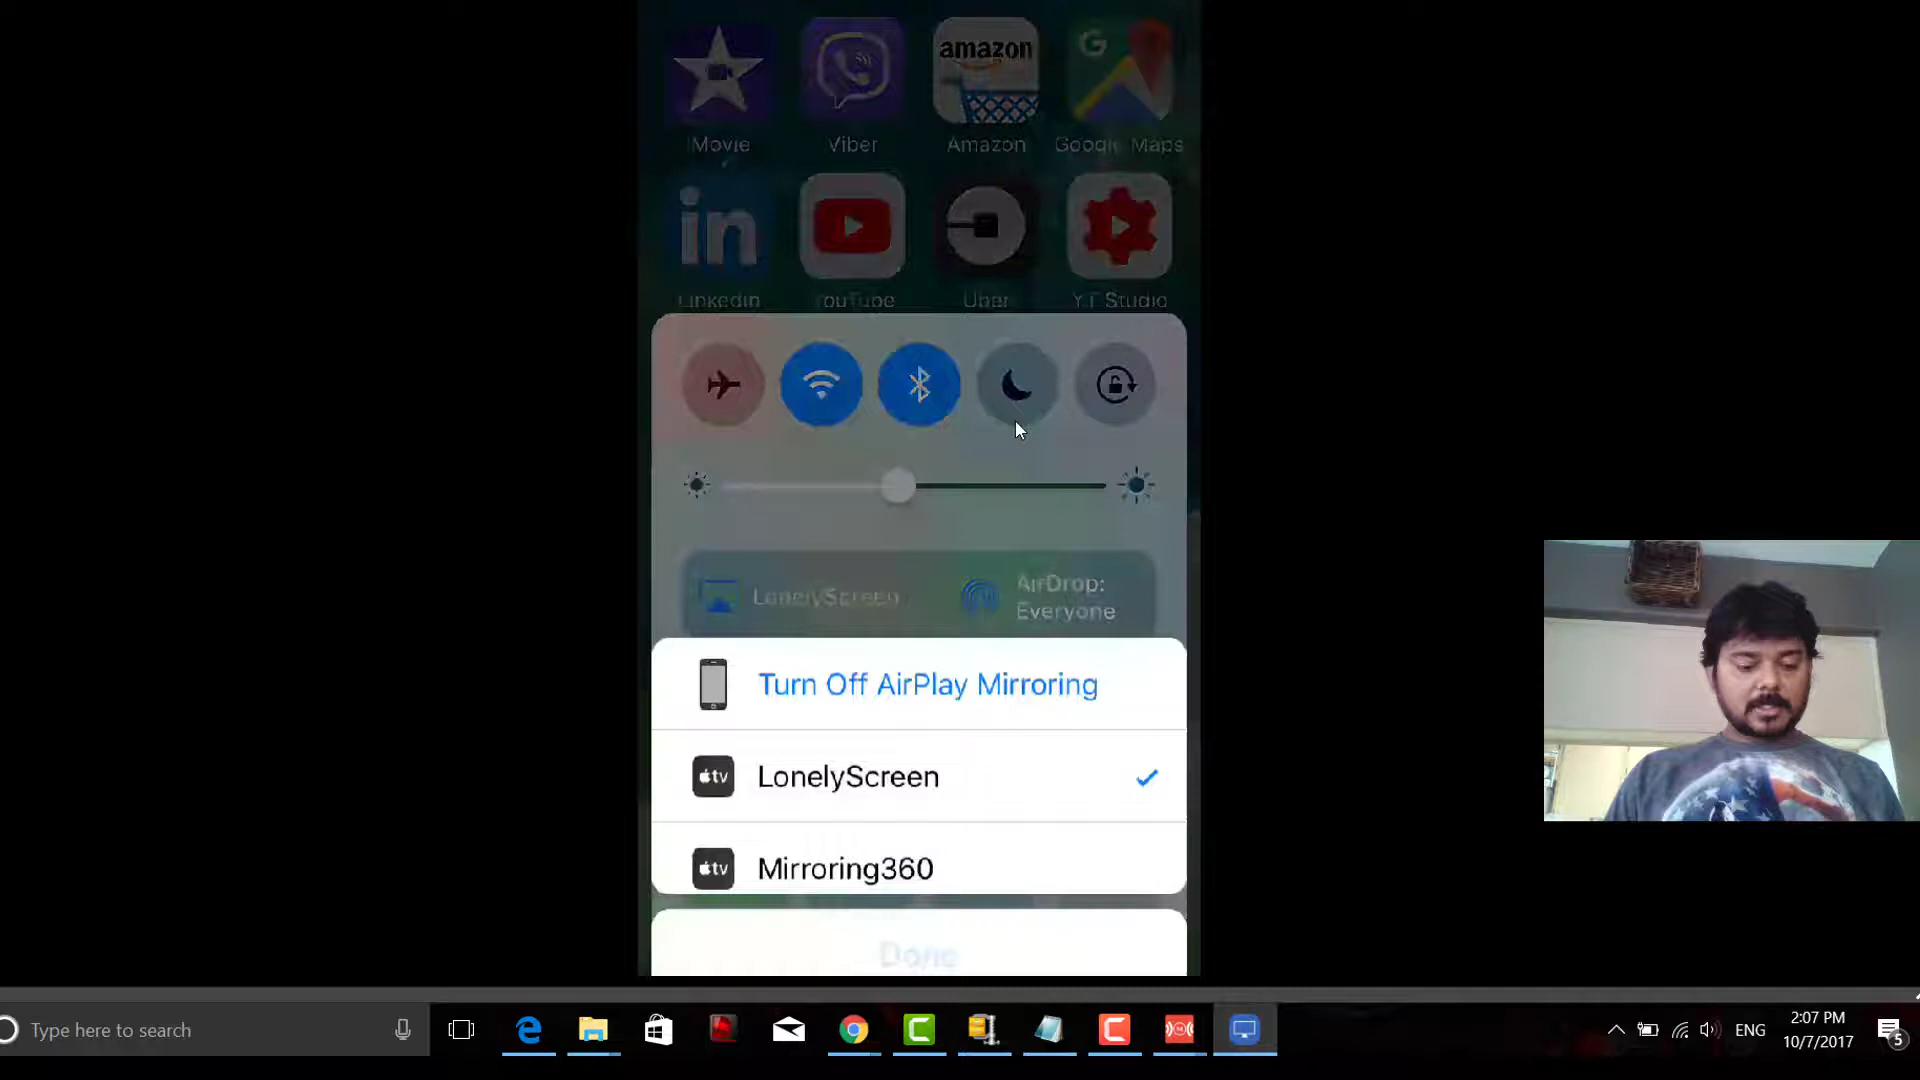 amazon
iMovie Viber Amazon Google Maps
in
LinkedIn YouTube Uber YT Studio
LonelyScreen
AirDrop:
Everyone
Turn Off AirPlay Mirroring
tv LonelyScreen
tv Mirroring360
Done
Type here to search
ENG
2:07 PM
10/7/2017
5